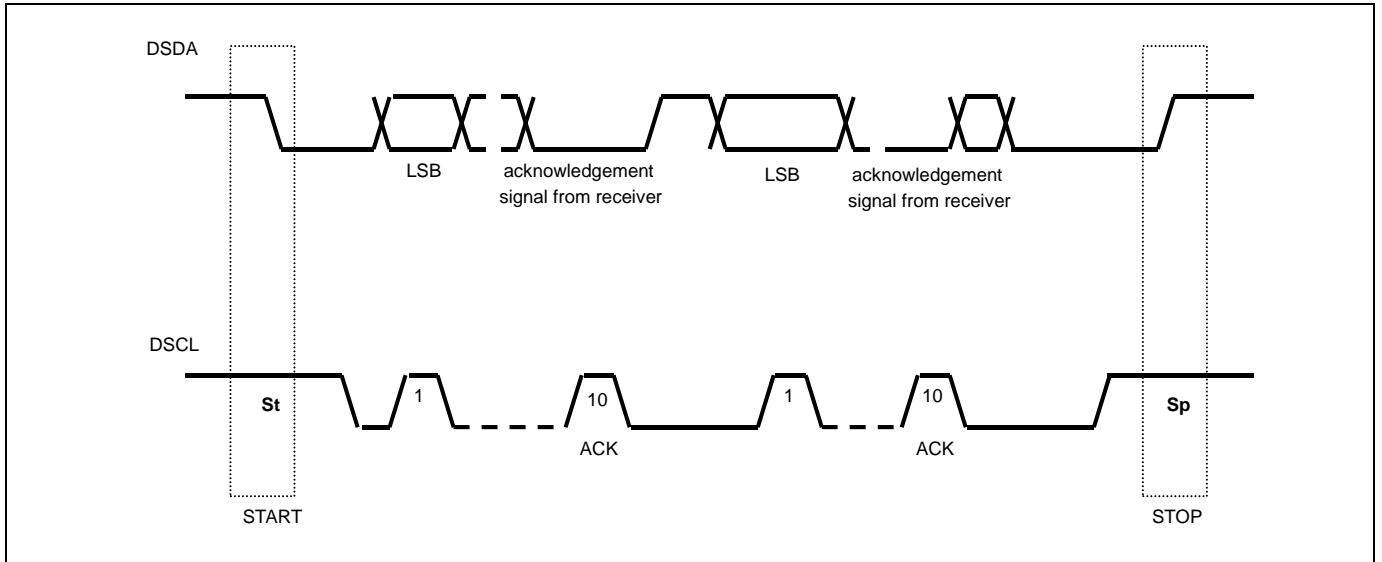 DSDA
LSB
acknowledgement
signal from receiver
LSB
acknowledgement
signal from receiver
DSCL
St
1
10
1
10
Sp
ACK
ACK
START
STOP